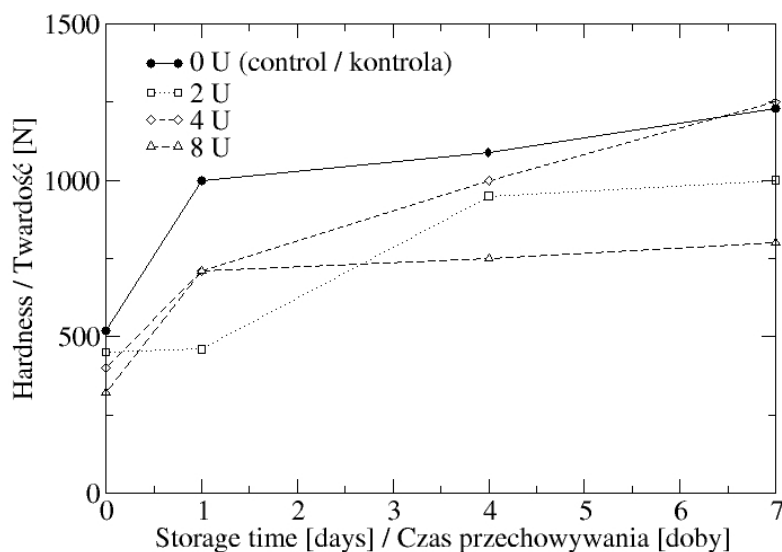 1500
0 U (control / kontrola)
2 U
4 U
8 U
1000
500
0
0 1 2 3 4 5 6 7
Hardness / Twardość [N]
Storage time [days] / Czas przechowywania [doby]